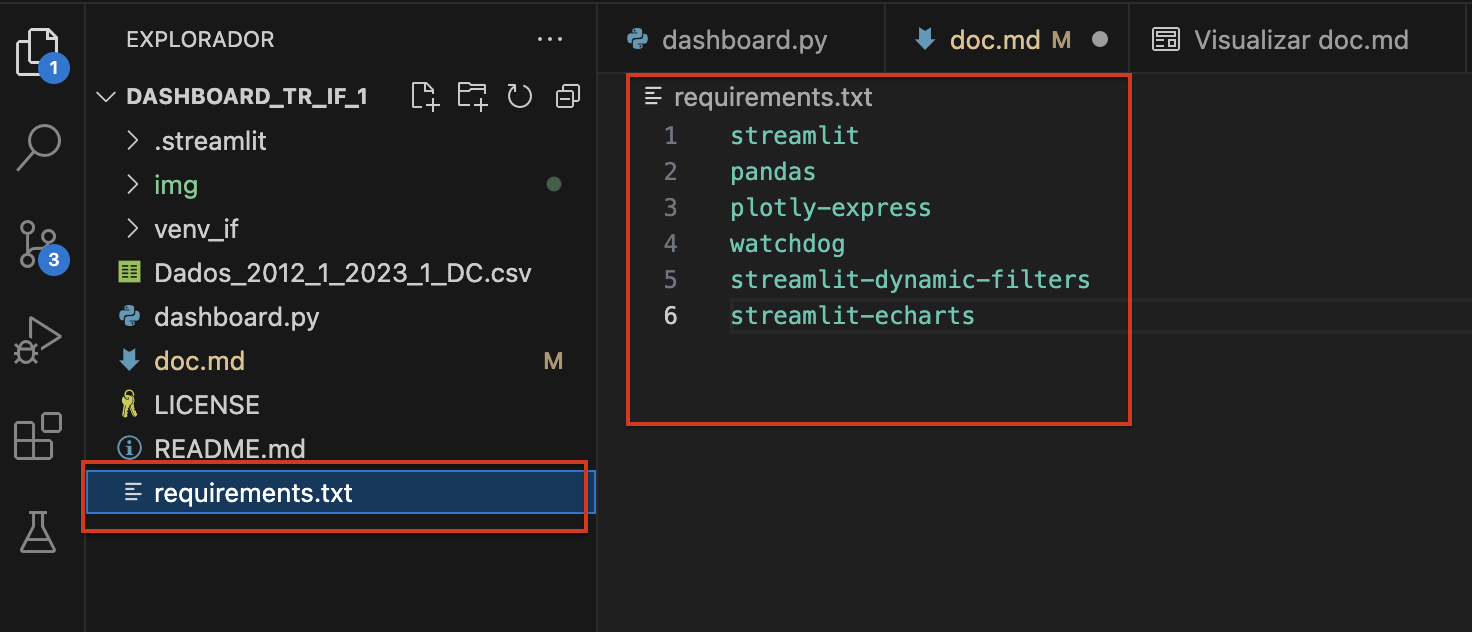 1
3
EXPLORADOR
DASHBOARD_TR_IF_1
.streamlit
img
venv_if
Dados_2012_1_2023_1_DC.csv
dashboard.py
doc.md M
LICENSE
README.md
requirements.txt
dashboard.py
doc.md M
Visualizar doc.md
requirements.txt
1 streamlit
2 pandas
3 plotly-express
4 watchdog
5 streamlit-dynamic-filters
6 streamlit-echarts